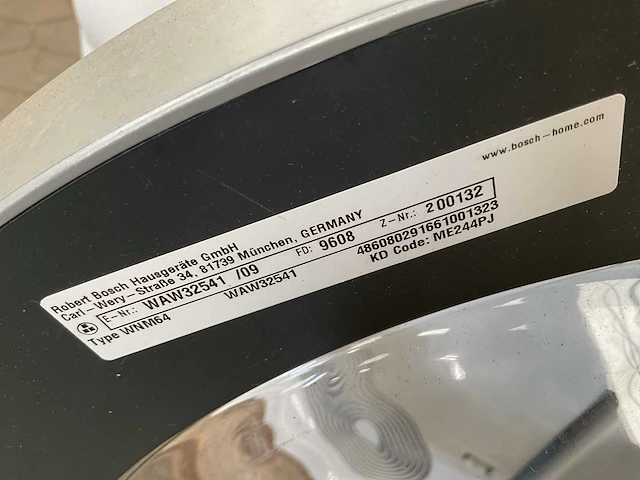 www.bosch-home.com
Robert Bosch Hausgeräte GmbH
Carl-Wery-Straße 34, 81739 München, GERMANY
E-Nr.: WAW32541 /09 FD: 9608 Z-Nr.: 200132
Type WNM64 WAW32541 486080291661001323
KD Code: ME244PJ